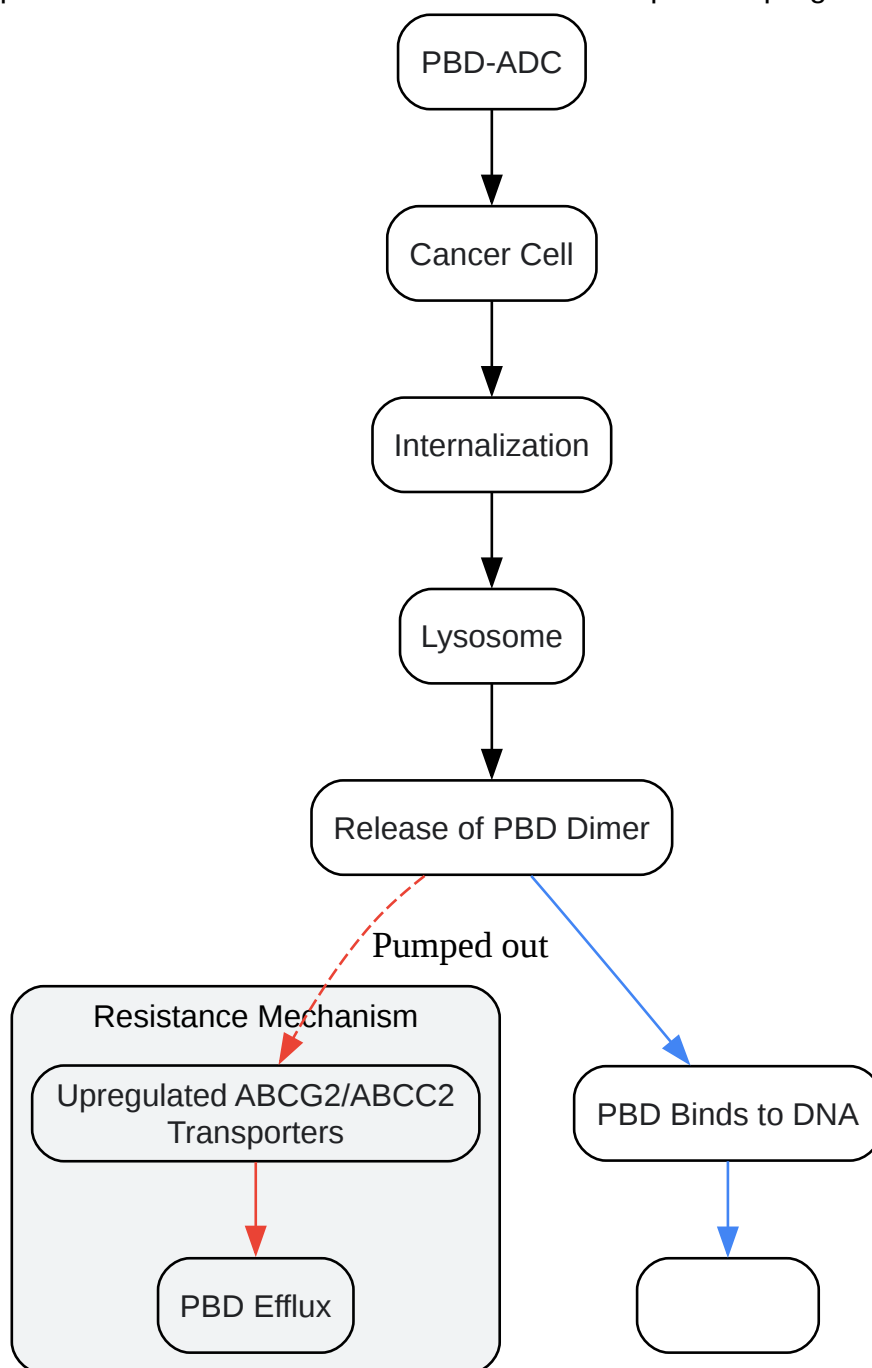 PBD-ADC
Cancer Cell
Internalization
Lysosome
Release of PBD Dimer
Pumped out
Resistance Mechanism
Upregulated ABCG2/ABCC2
Transporters
PBD Binds to DNA
PBD Efflux